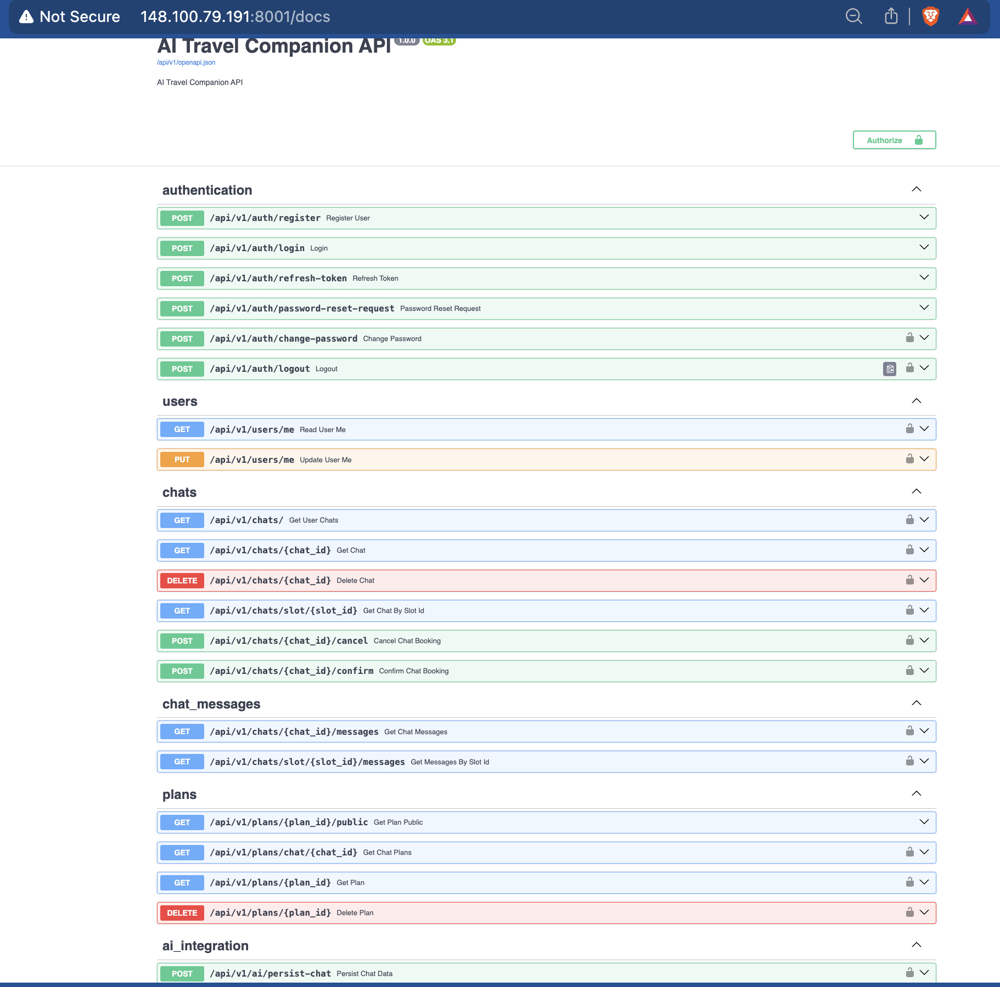 Not Secure 148.100.79.191:8001/docs
AI Travel Companion API 1.0.0 OAS 3.1
/api/v1/openapi.json
AI Travel Companion API
Authorize
authentication
POST /api/v1/auth/register Register User
POST /api/v1/auth/login Login
POST /api/v1/auth/refresh-token Refresh Token
POST /api/v1/auth/password-reset-request Password Reset Request
POST /api/v1/auth/change-password Change Password
POST /api/v1/auth/logout Logout
users
GET /api/v1/users/me Read User Me
PUT /api/v1/users/me Update User Me
chats
GET /api/v1/chats/ Get User Chats
GET /api/v1/chats/{chat_id} Get Chat
DELETE /api/v1/chats/{chat_id} Delete Chat
GET /api/v1/chats/slot/{slot_id} Get Chat By Slot Id
POST /api/v1/chats/{chat_id}/cancel Cancel Chat Booking
POST /api/v1/chats/{chat_id}/confirm Confirm Chat Booking
chat_messages
GET /api/v1/chats/{chat_id}/messages Get Chat Messages
GET /api/v1/chats/slot/{slot_id}/messages Get Messages By Slot Id
plans
GET /api/v1/plans/{plan_id}/public Get Plan Public
GET /api/v1/plans/chat/{chat_id} Get Chat Plans
GET /api/v1/plans/{plan_id} Get Plan
DELETE /api/v1/plans/{plan_id} Delete Plan
ai_integration
POST /api/v1/ai/persist-chat Persist Chat Data